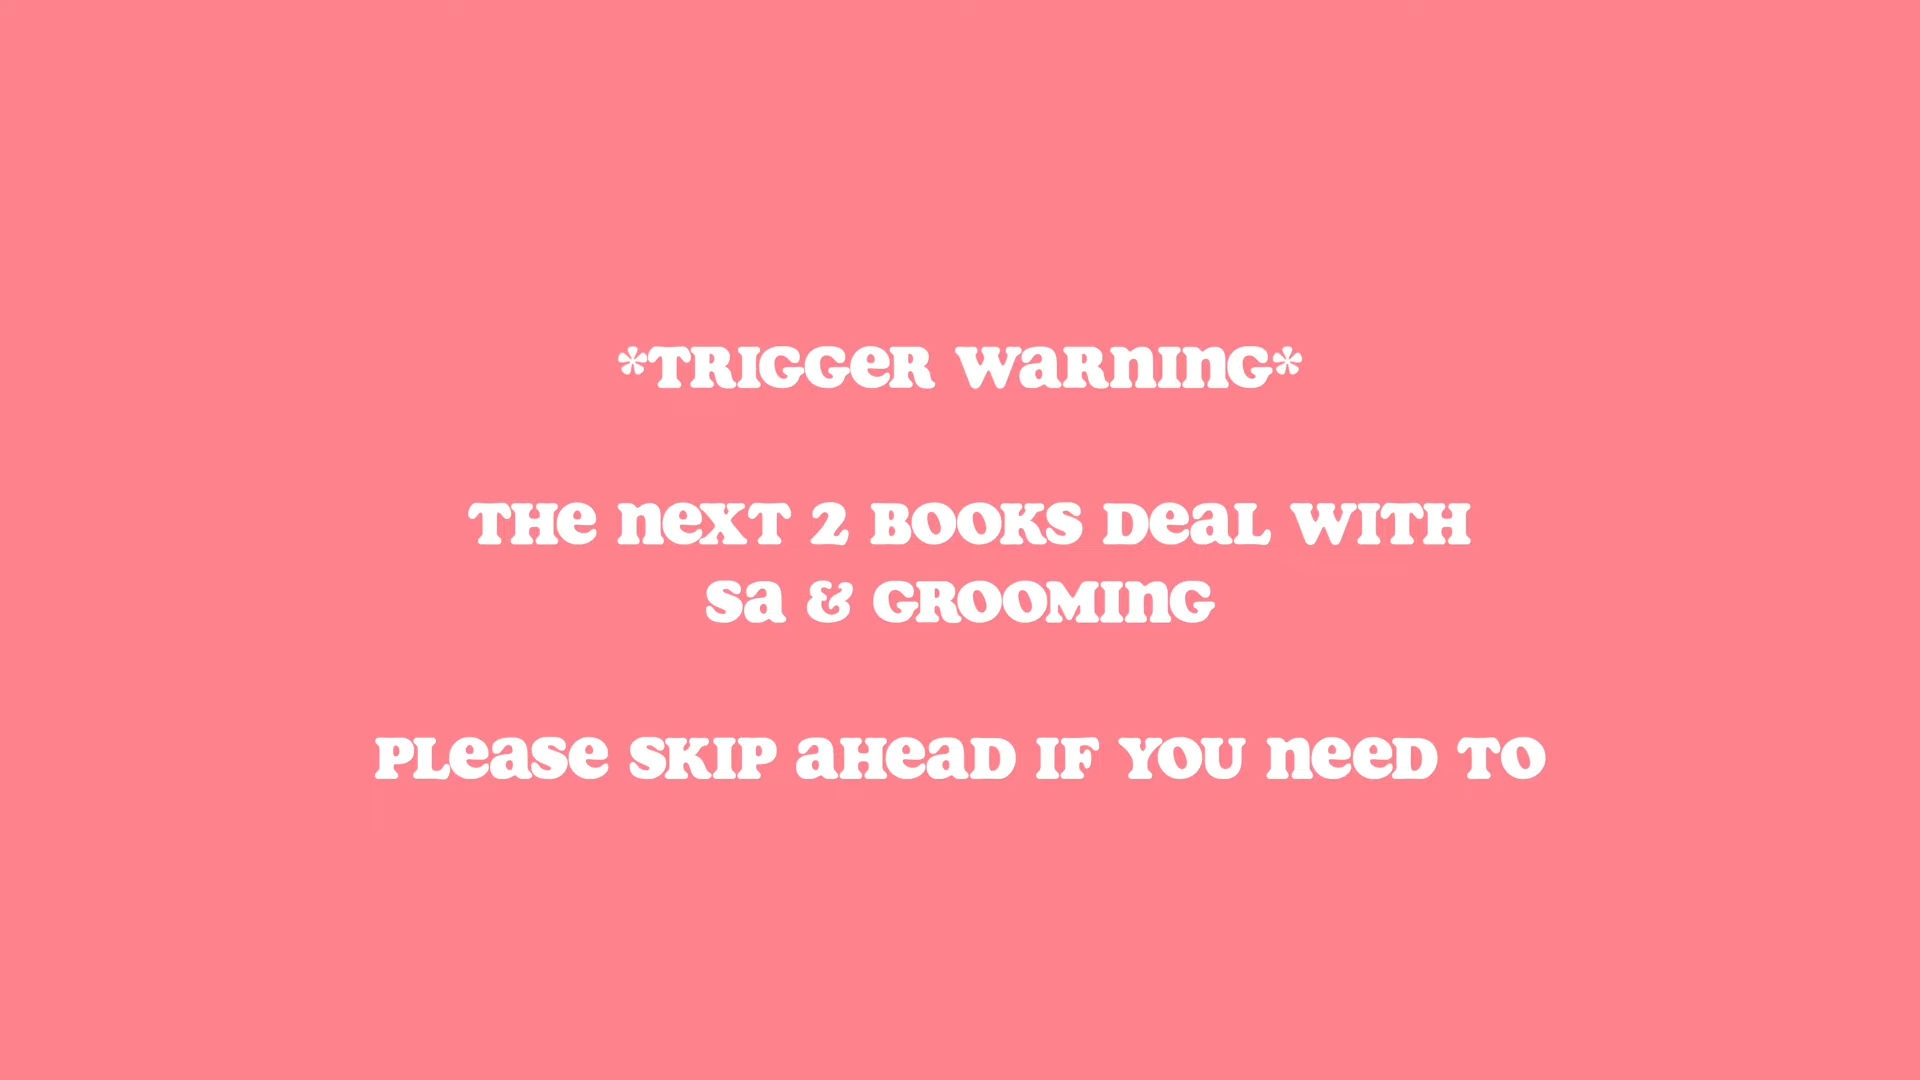 *TRIGGER WARNING*
THE NEXT 2 BOOKS DEAL WITH
SA & GROOMING
PLEASE SKIP AHEAD IF YOU NEED TO